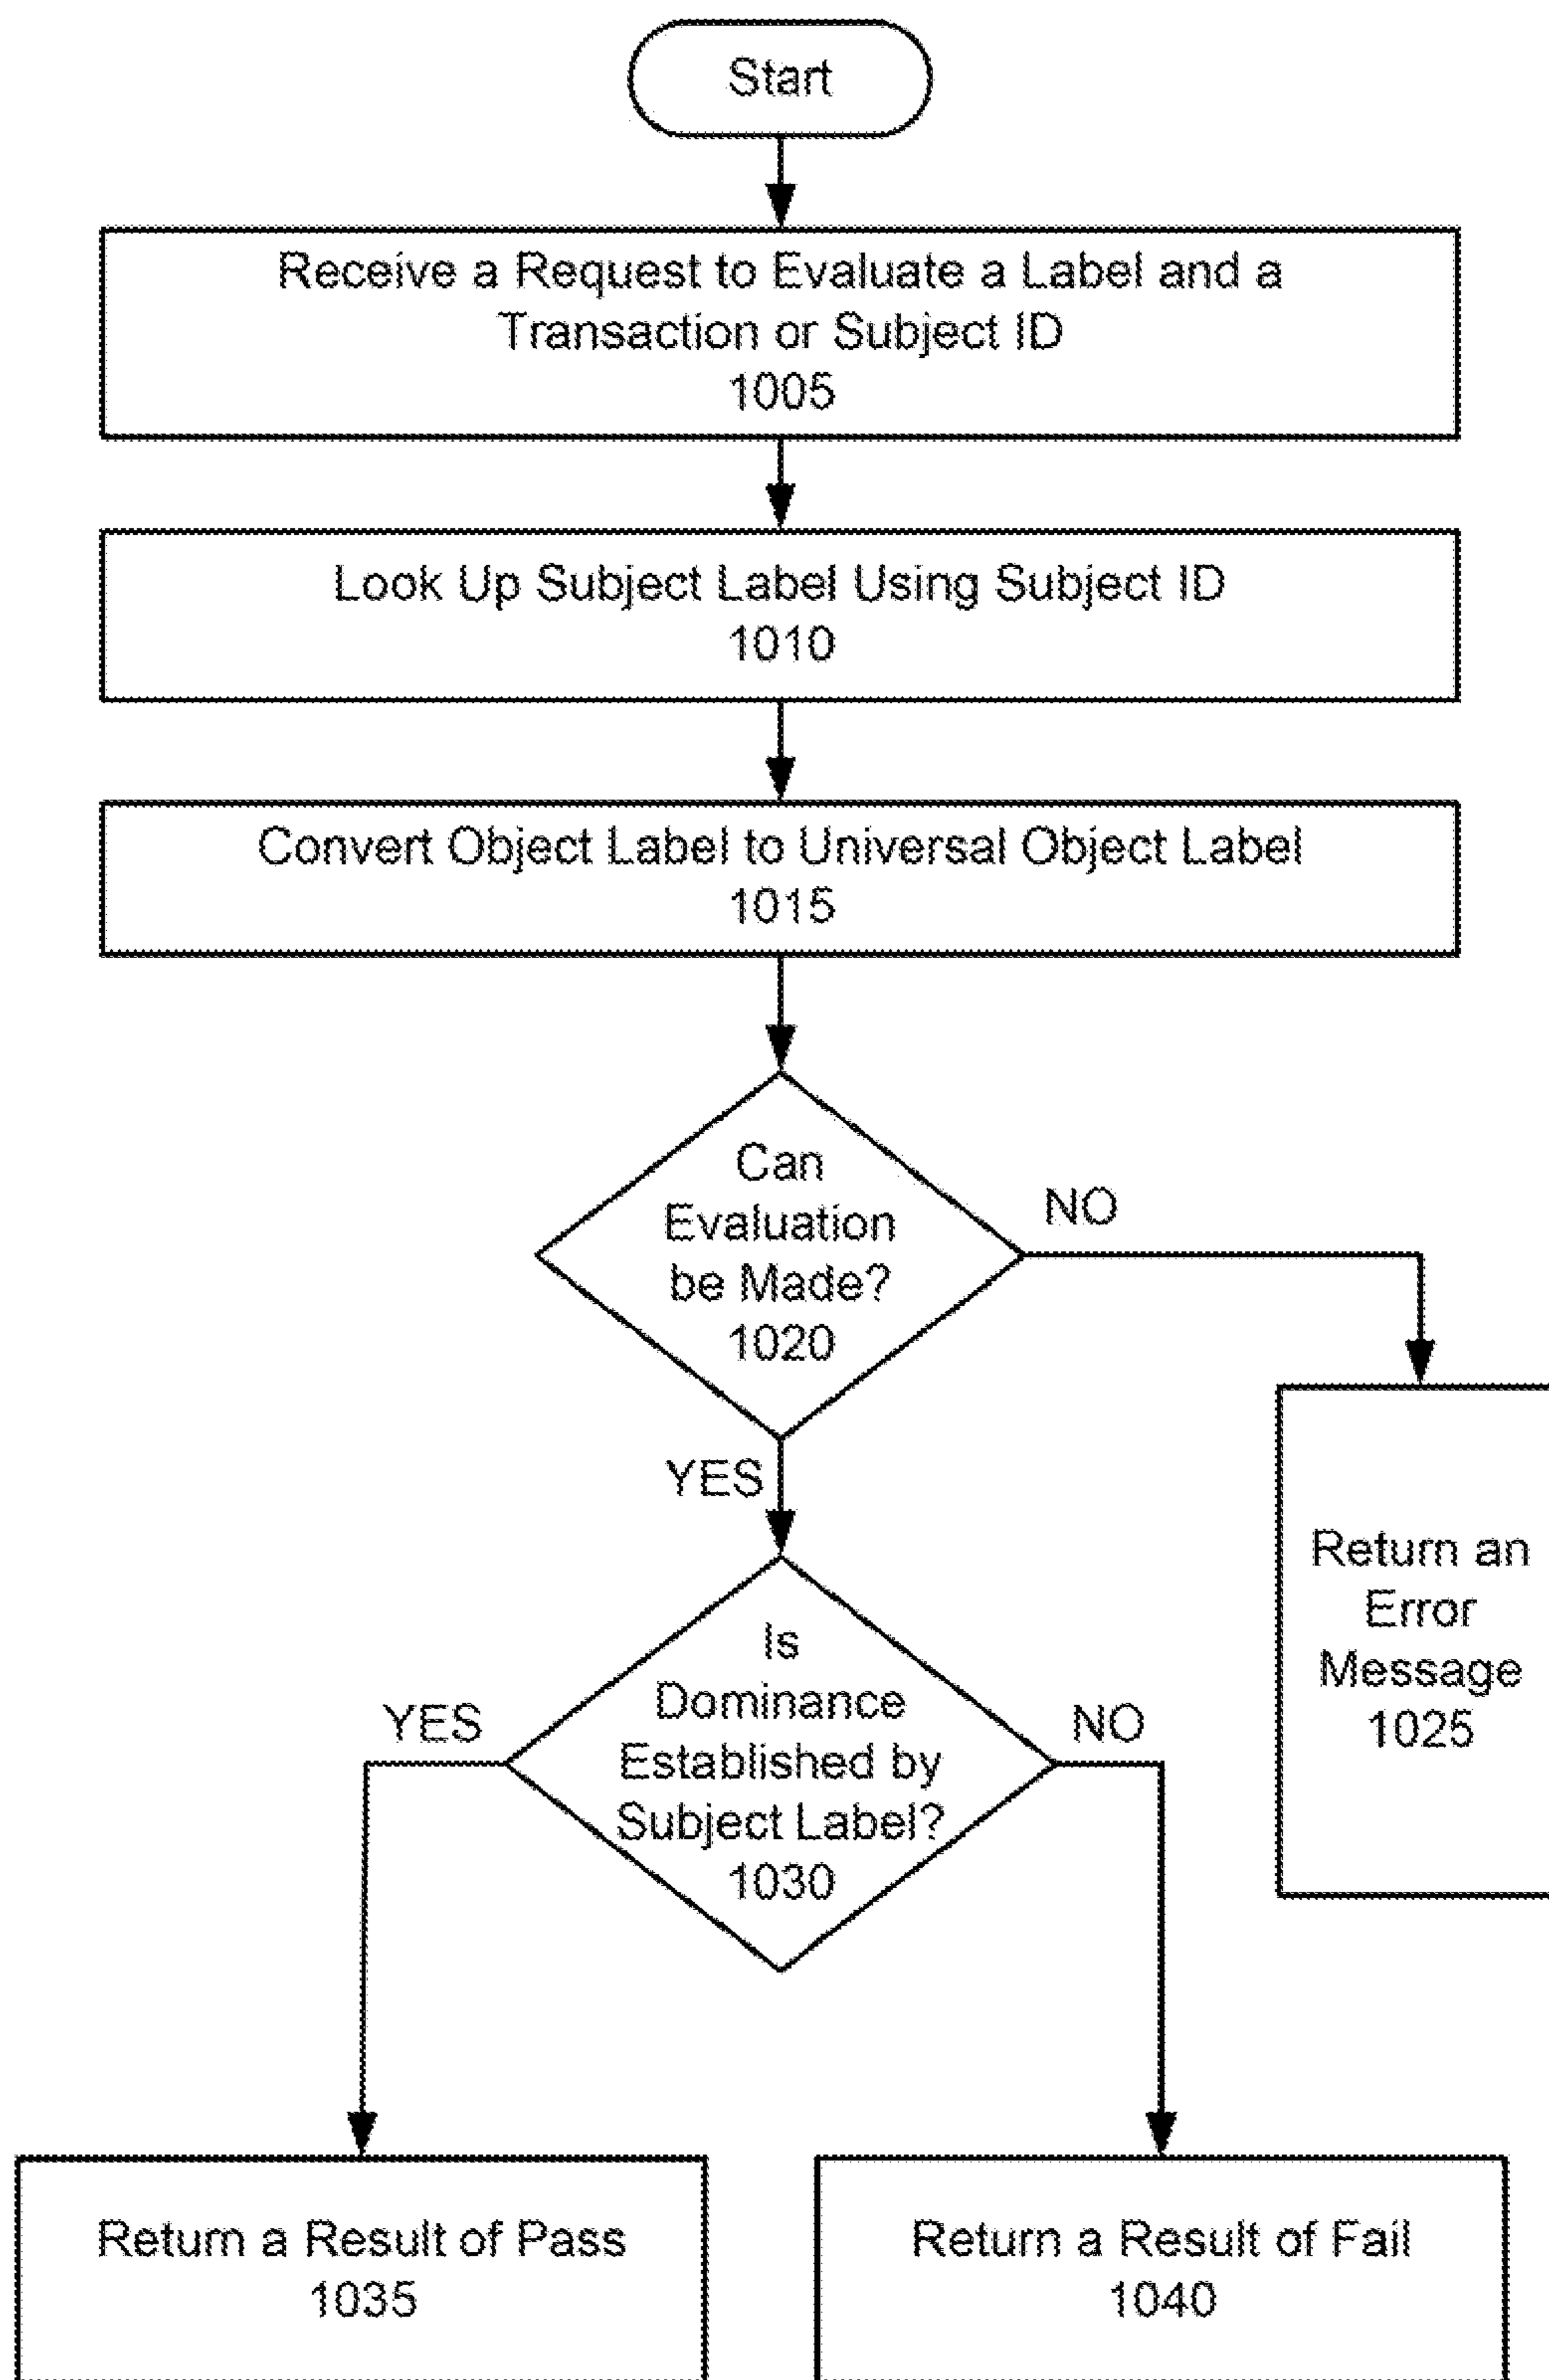 Start
Receive a Request to Evaluate a Label and a
Transaction or Subject ID
1005
Look Up Subject Label Using Subject ID
1010
Convert Object Label to Universal Object Label
1015
Can
Evaluation
be Made?
1020
NO
YES
Return an
Error
Message
1025
Is
Dominance
Established by
Subject Label?
1030
YES
NO
Return a Result of Pass
1035
Return a Result of Fail
1040